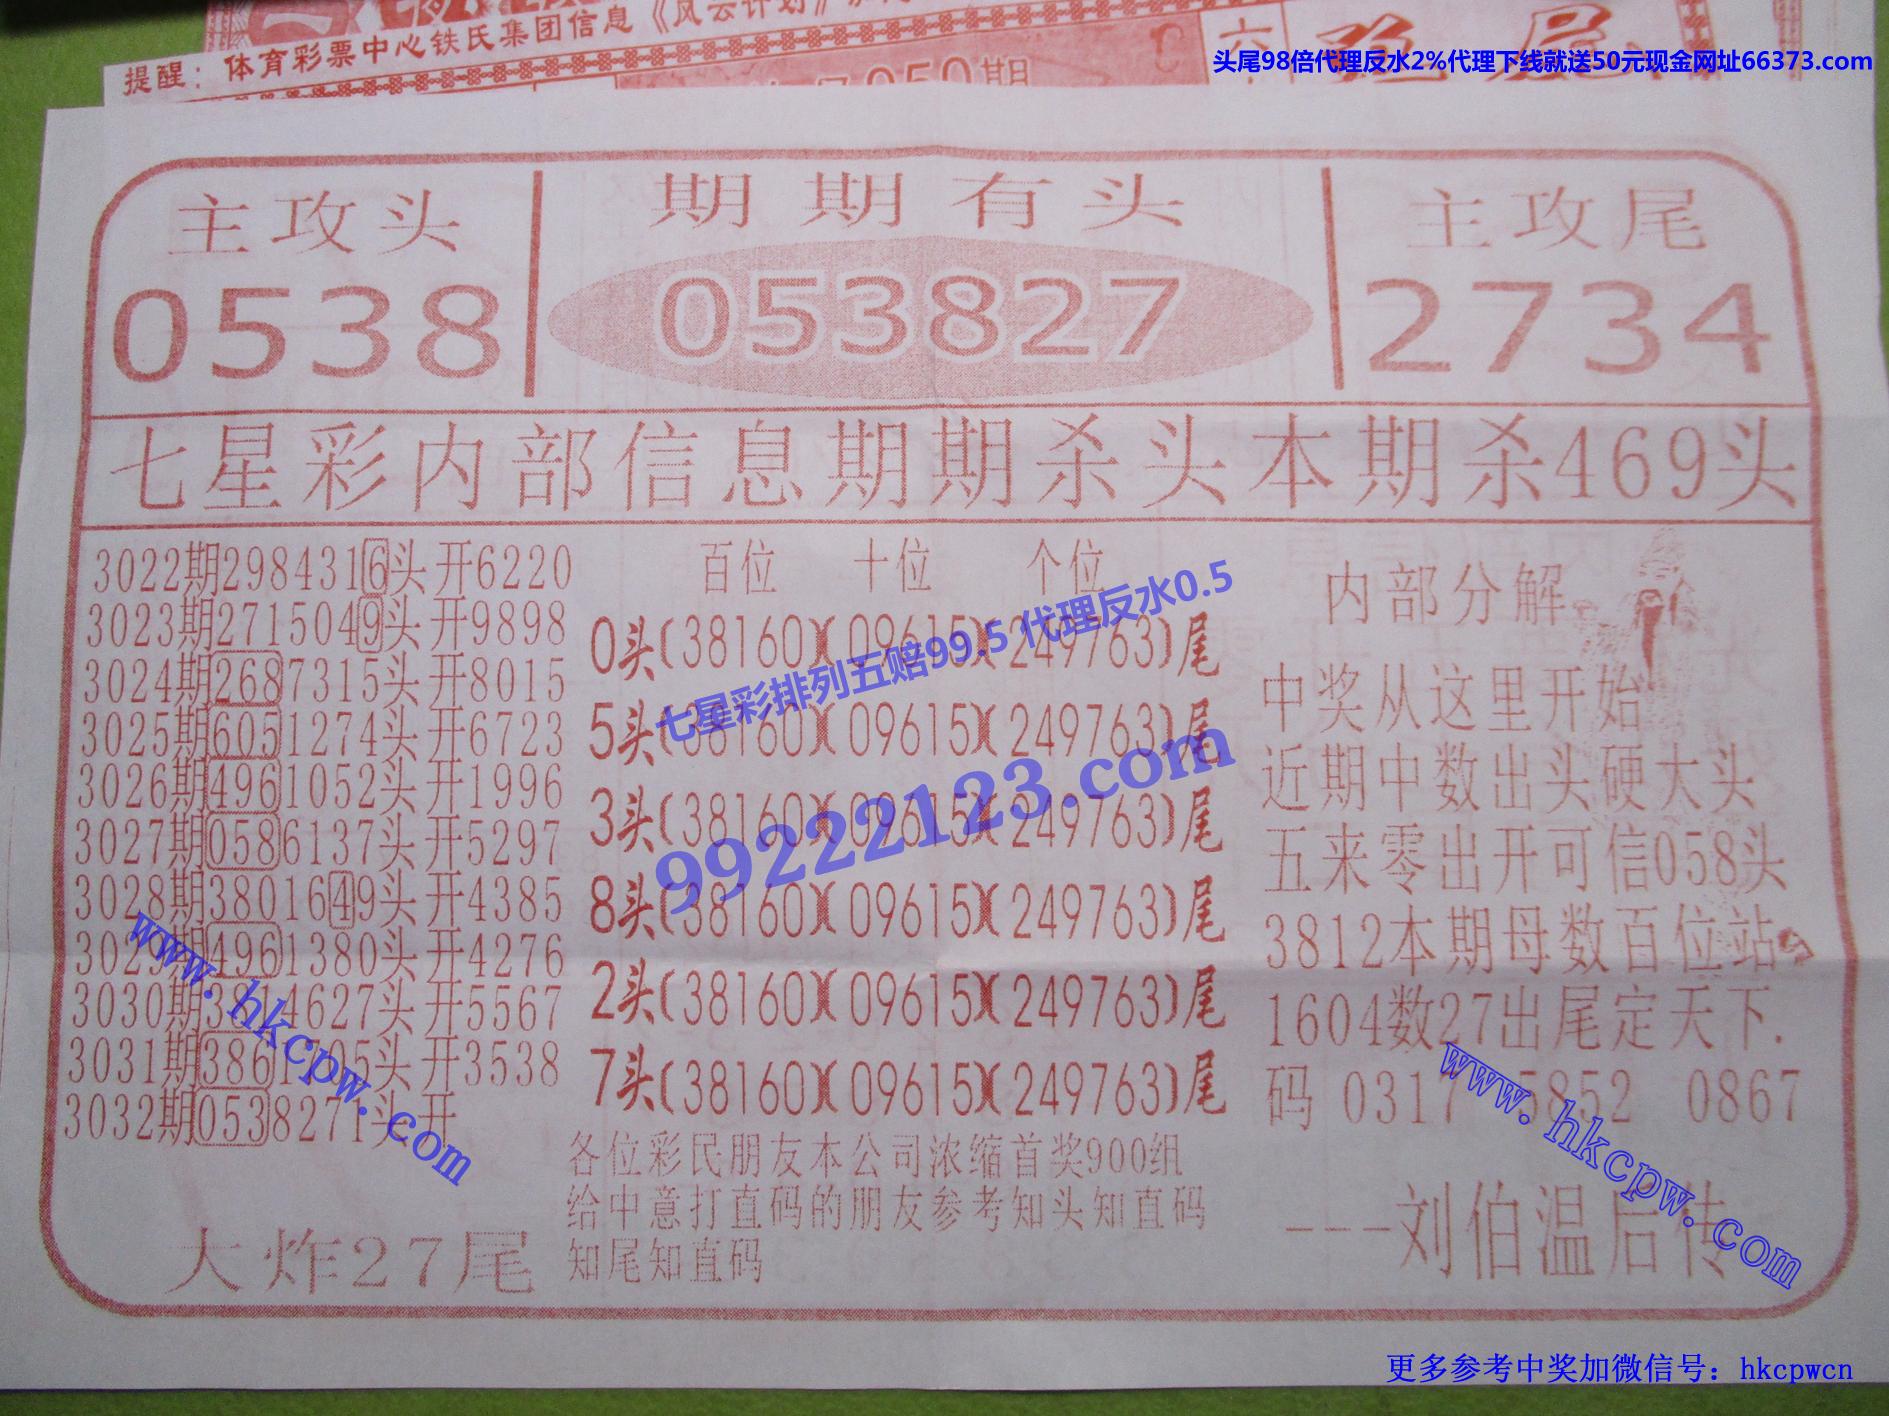 提醒：体育彩票中心铁氏集团信息《风云计划》
050期
头尾98倍代理反水2%代理下线就送50元现金网址66373.com
主攻头
0538
期期有头
053827
主攻尾
2734
七星彩内部信息期期杀头本期杀469头
3022期2984316头开6220
3023期2715049头开9898
3024期2687315头开8015
3025期6051274头开6723
3026期4961052头开1996
3027期0586137头开5297
3028期3801649头开4385
3029期4961380头开4276
3030期3814627头开5567
3031期3861705头开3538
3032期0538271头开
大炸27尾
百位 十位 个位
0头(38160)(09615)(249763)尾
5头(38160)(09615)(249763)尾
3头(38160)(09615)(249763)尾
8头(38160)(09615)(249763)尾
2头(38160)(09615)(249763)尾
7头(38160)(09615)(249763)尾
各位彩民朋友本公司浓缩首奖900组
给中意打直码的朋友参考知头知直码
知尾知直码
内部分解
中奖从这里开始
近期中数出头硬大头
五来零出开可信058头
3812本期母数百位站
1604数27出尾定天下.
码 0317 5852 0867
---刘伯温后传
七星彩排列五赔99.5 代理反水0.5
99222123.com
www.hkcpw.com
www.hkcpw.com
更多参考中奖加微信号：hkcpwcn